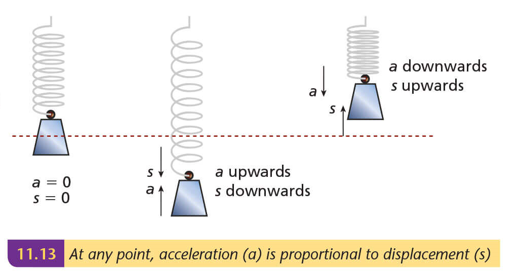 a = 0
s = 0
s
a
a upwards
s downwards
a
s
a downwards
s upwards
11.13 At any point, acceleration (a) is proportional to displacement (s)